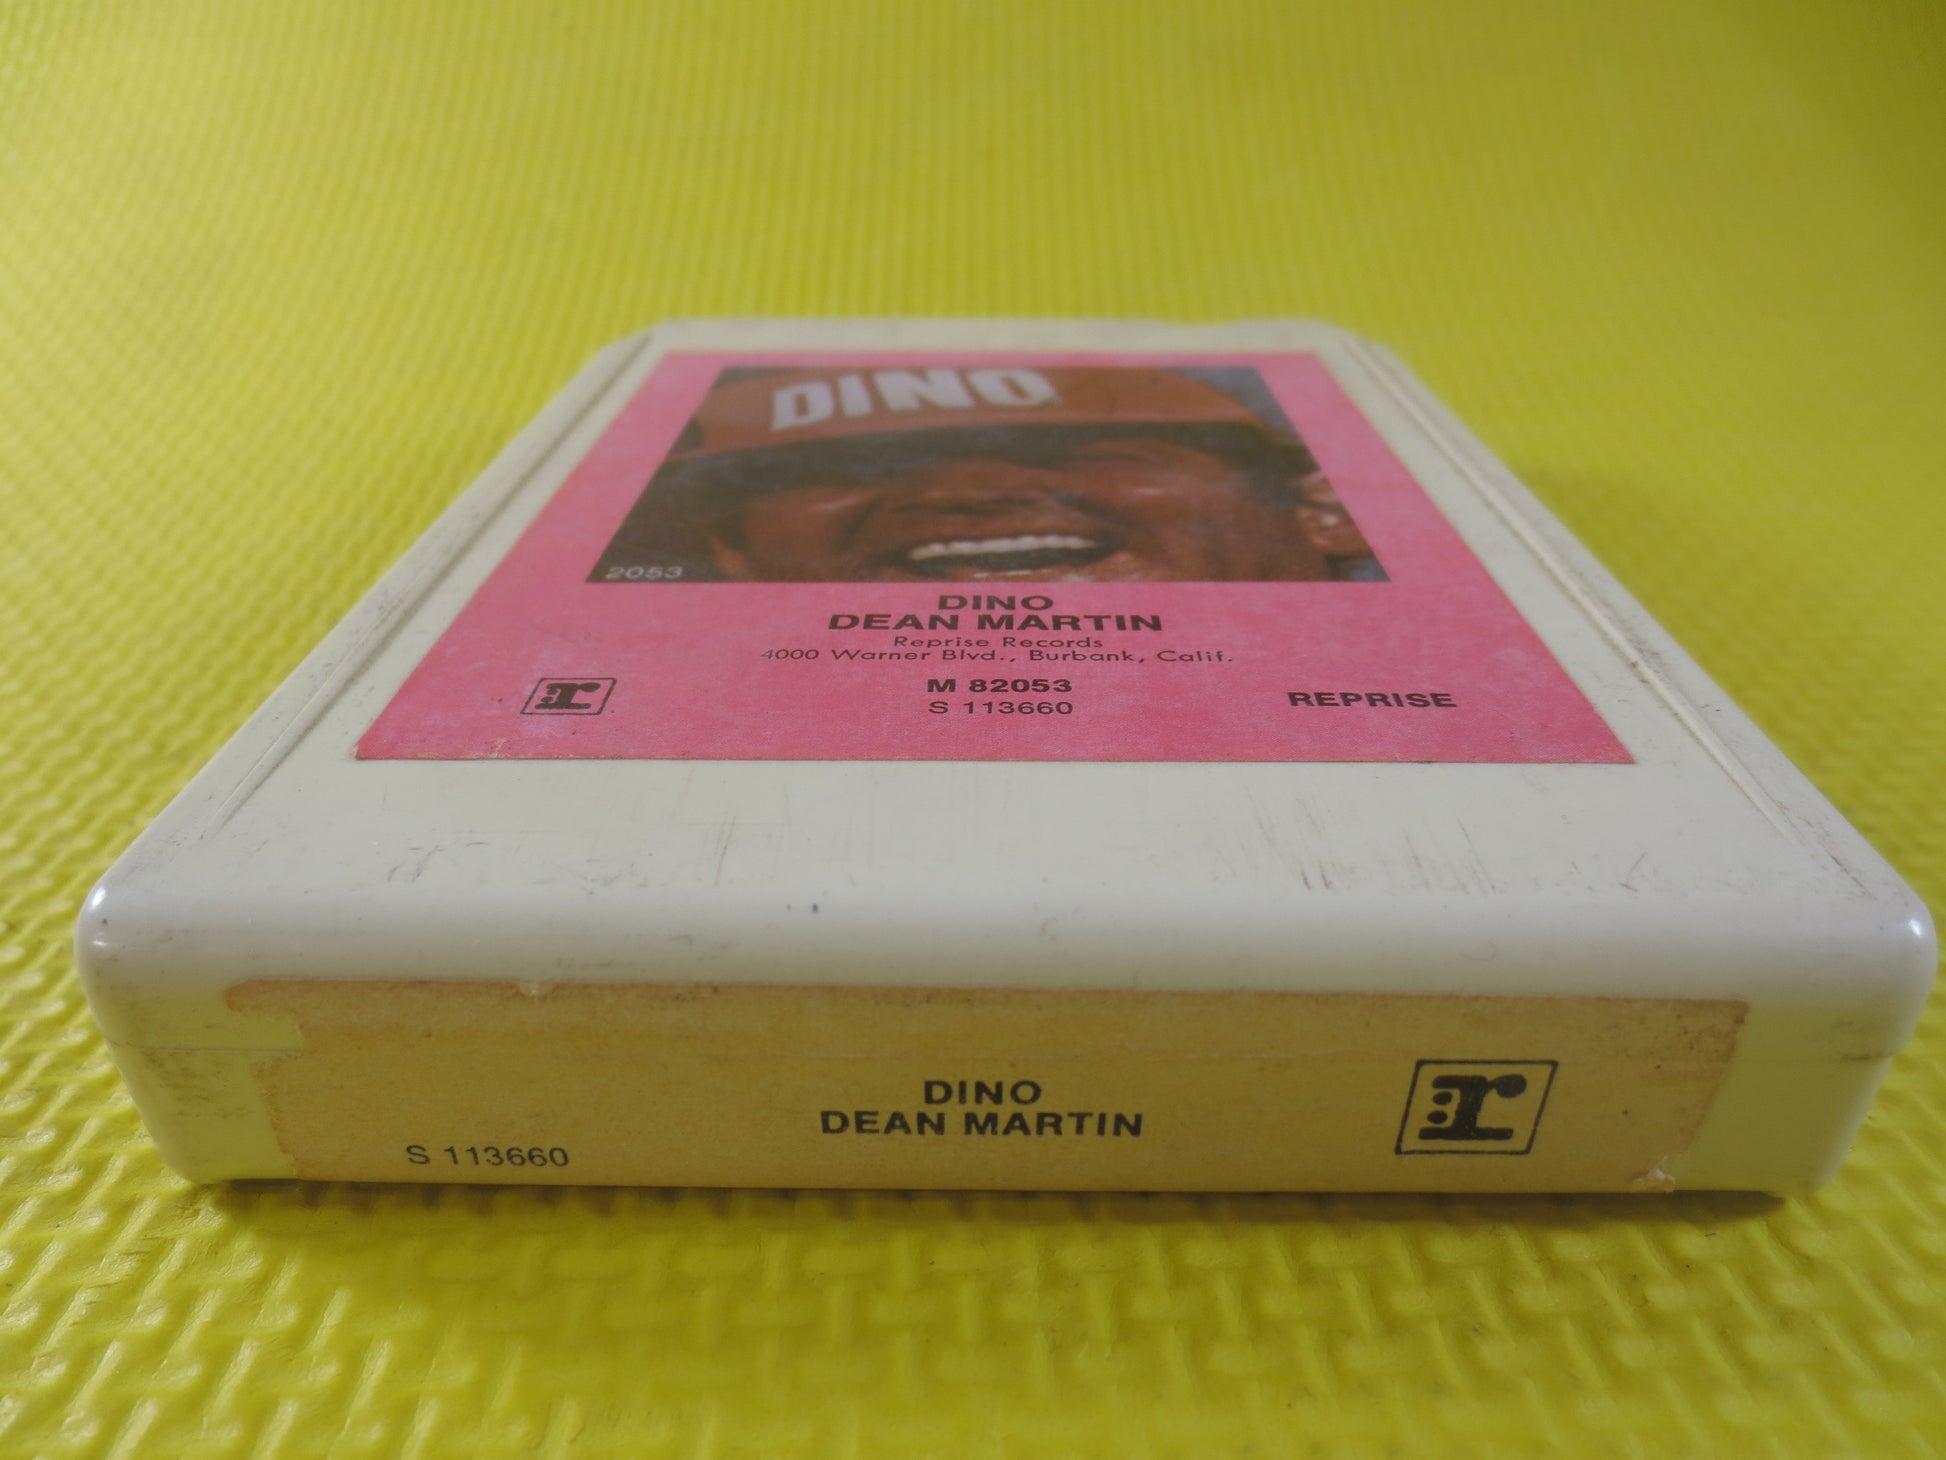 DINO
2053
DINO
DEAN MARTIN
Reprise Records
4000 Warner Blvd., Burbank, Calif.
r
M 82053
S 113660
REPRISE
DINO
DEAN MARTIN
S 113660
r